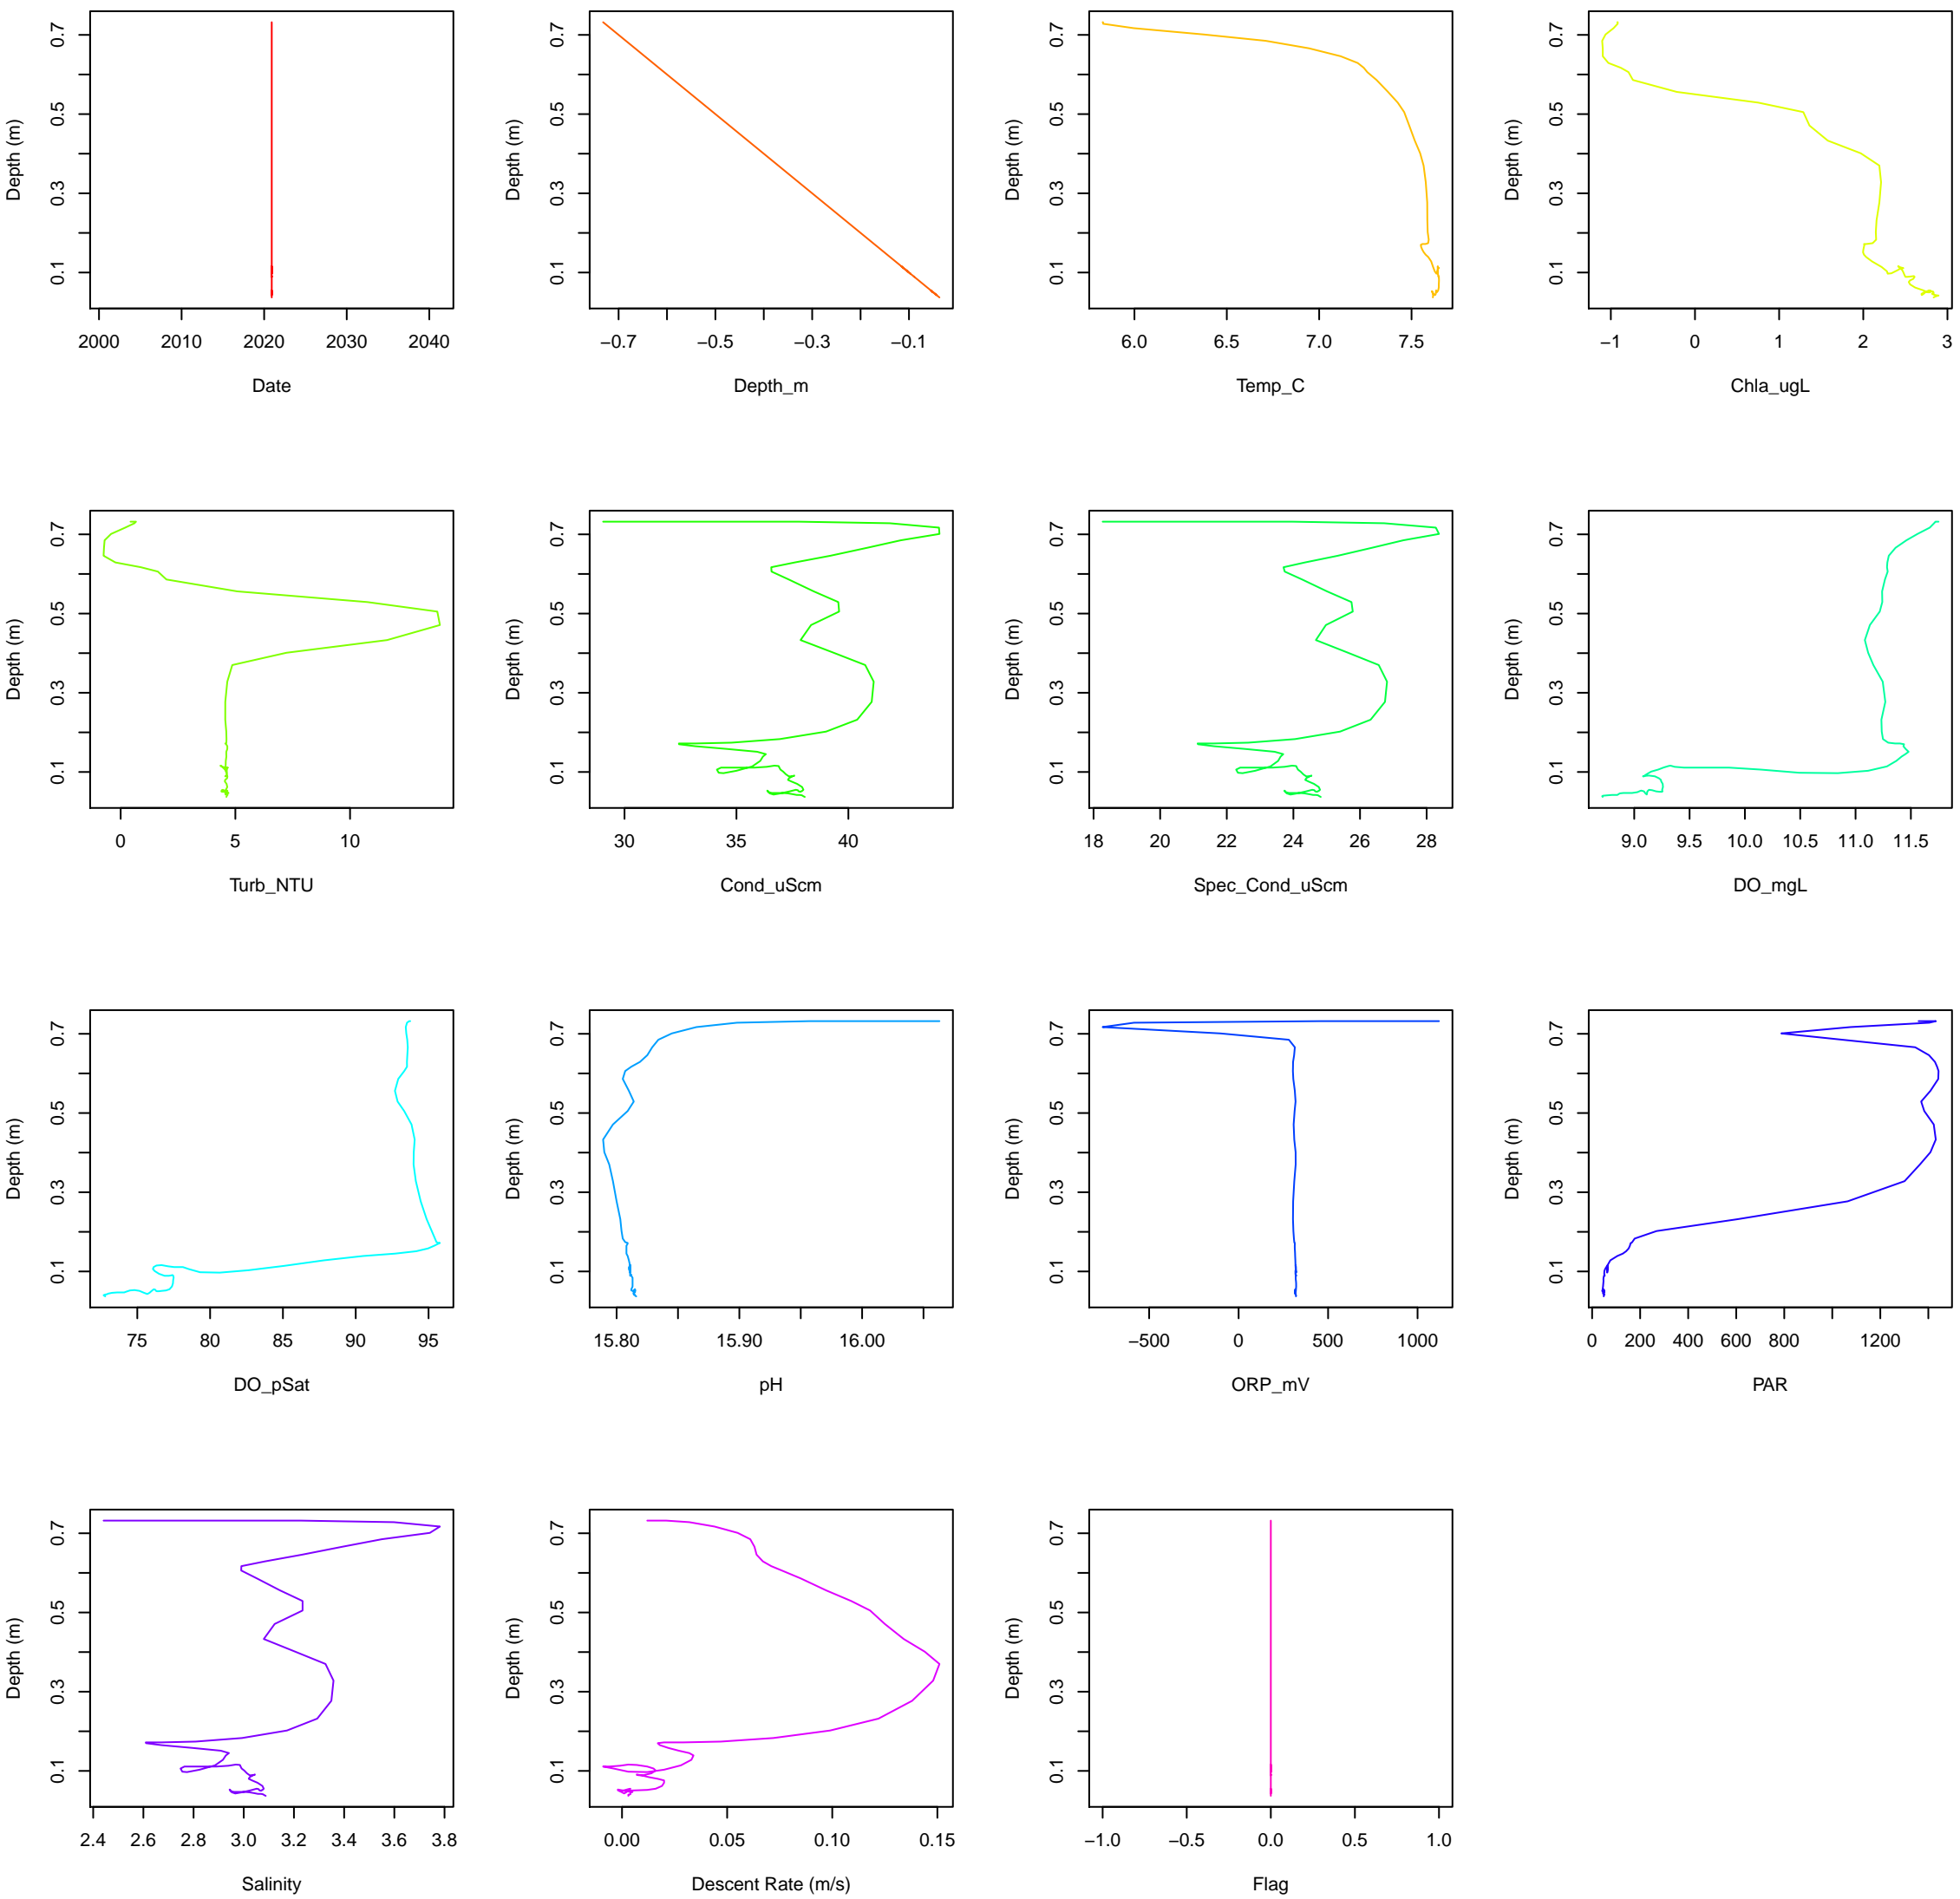 Depth (m)
0.1 0.3 0.5 0.7
2000 2010 2020 2030 2040
Date
Depth (m)
0.1 0.3 0.5 0.7
−0.7 −0.5 −0.3 −0.1
Depth_m
Depth (m)
0.1 0.3 0.5 0.7
6.0 6.5 7.0 7.5
Temp_C
Depth (m)
0.1 0.3 0.5 0.7
−1 0 1 2 3
Chla_ugL
Depth (m)
0.1 0.3 0.5 0.7
0 5 10
Turb_NTU
Depth (m)
0.1 0.3 0.5 0.7
30 35 40
Cond_uScm
Depth (m)
0.1 0.3 0.5 0.7
18 20 22 24 26 28
Spec_Cond_uScm
Depth (m)
0.1 0.3 0.5 0.7
9.0 9.5 10.0 10.5 11.0 11.5
DO_mgL
Depth (m)
0.1 0.3 0.5 0.7
75 80 85 90 95
DO_pSat
Depth (m)
0.1 0.3 0.5 0.7
15.80 15.90 16.00
pH
Depth (m)
0.1 0.3 0.5 0.7
−500 0 500 1000
ORP_mV
Depth (m)
0.1 0.3 0.5 0.7
0 200 400 600 800 1200
PAR
Depth (m)
0.1 0.3 0.5 0.7
2.4 2.6 2.8 3.0 3.2 3.4 3.6 3.8
Salinity
Depth (m)
0.1 0.3 0.5 0.7
0.00 0.05 0.10 0.15
Descent Rate (m/s)
Depth (m)
0.1 0.3 0.5 0.7
−1.0 −0.5 0.0 0.5 1.0
Flag